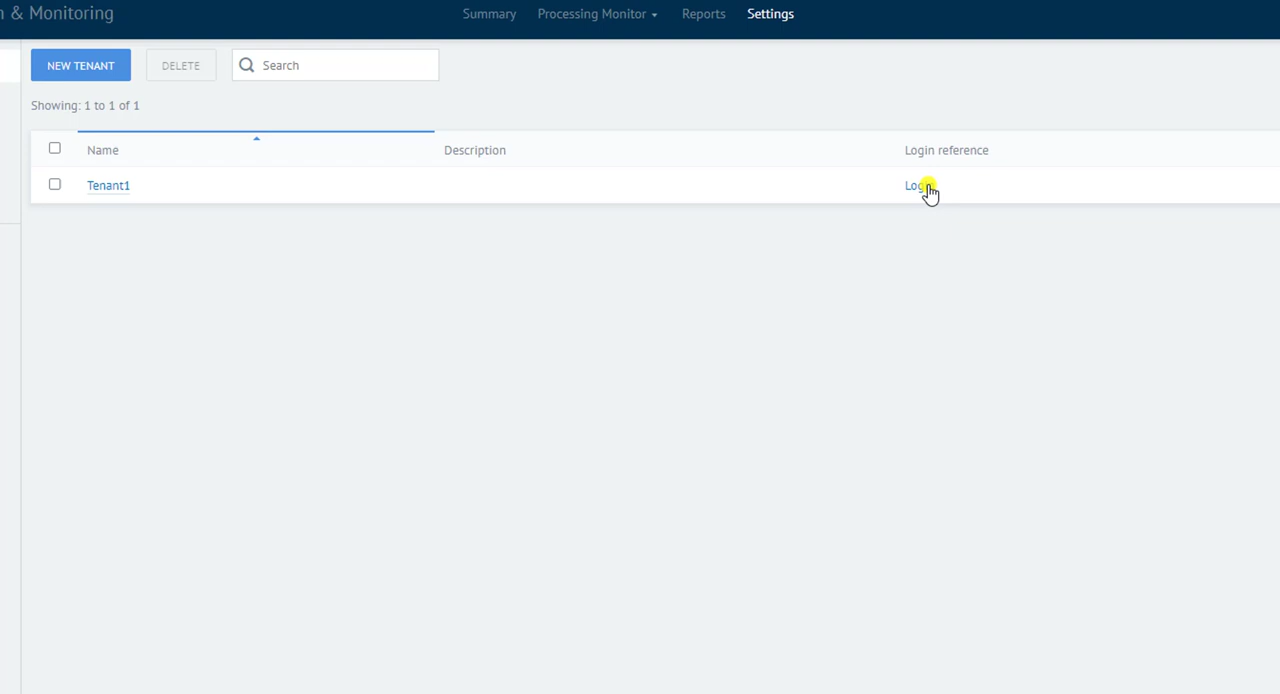 & Monitoring
Summary
Processing Monitor
Reports
Settings
NEW TENANT
DELETE
Search
Showing: 1 to 1 of 1
Name
Description
Login reference
Tenant1